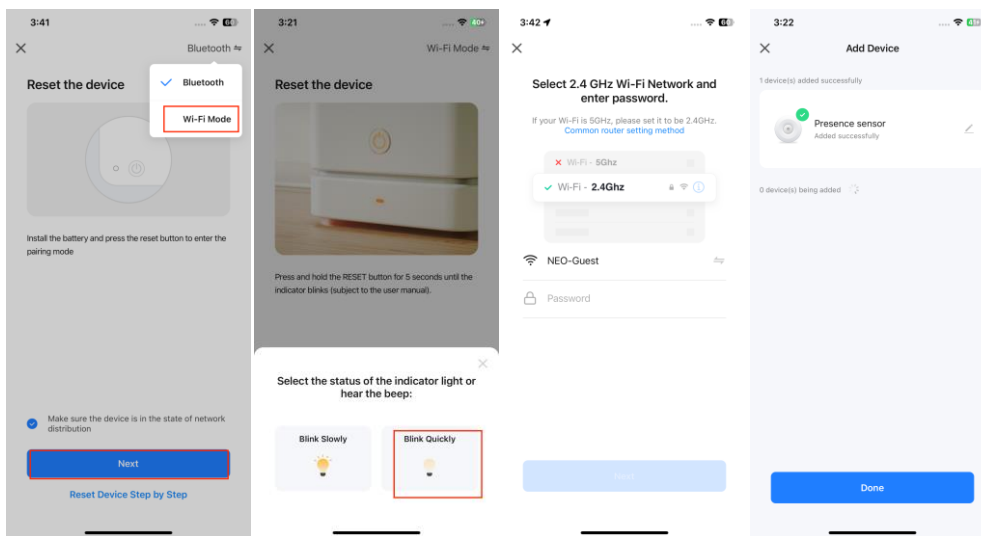 3:41
60
Bluetooth
Reset the device
Bluetooth
Wi-Fi Mode
Install the battery and press the reset button to enter the
pairing mode
Make sure the device is in the state of network
distribution
Next
Reset Device Step by Step
3:21
40
Wi-Fi Mode
Reset the device
Press and hold the RESET button for 5 seconds until the
indicator blinks (subject to the user manual).
Select the status of the indicator light or
hear the beep:
Blink Slowly
Blink Quickly
3:42
60
Select 2.4 GHz Wi-Fi Network and
enter password.
If your Wi-Fi is 5GHz, please set it to be 2.4GHz.
Common router setting method
Wi-Fi - 5Ghz
Wi-Fi - 2.4Ghz
NEO-Guest
Password
Next
3:22
41
Add Device
1 device(s) added successfully
Presence sensor
Added successfully
0 device(s) being added
Done